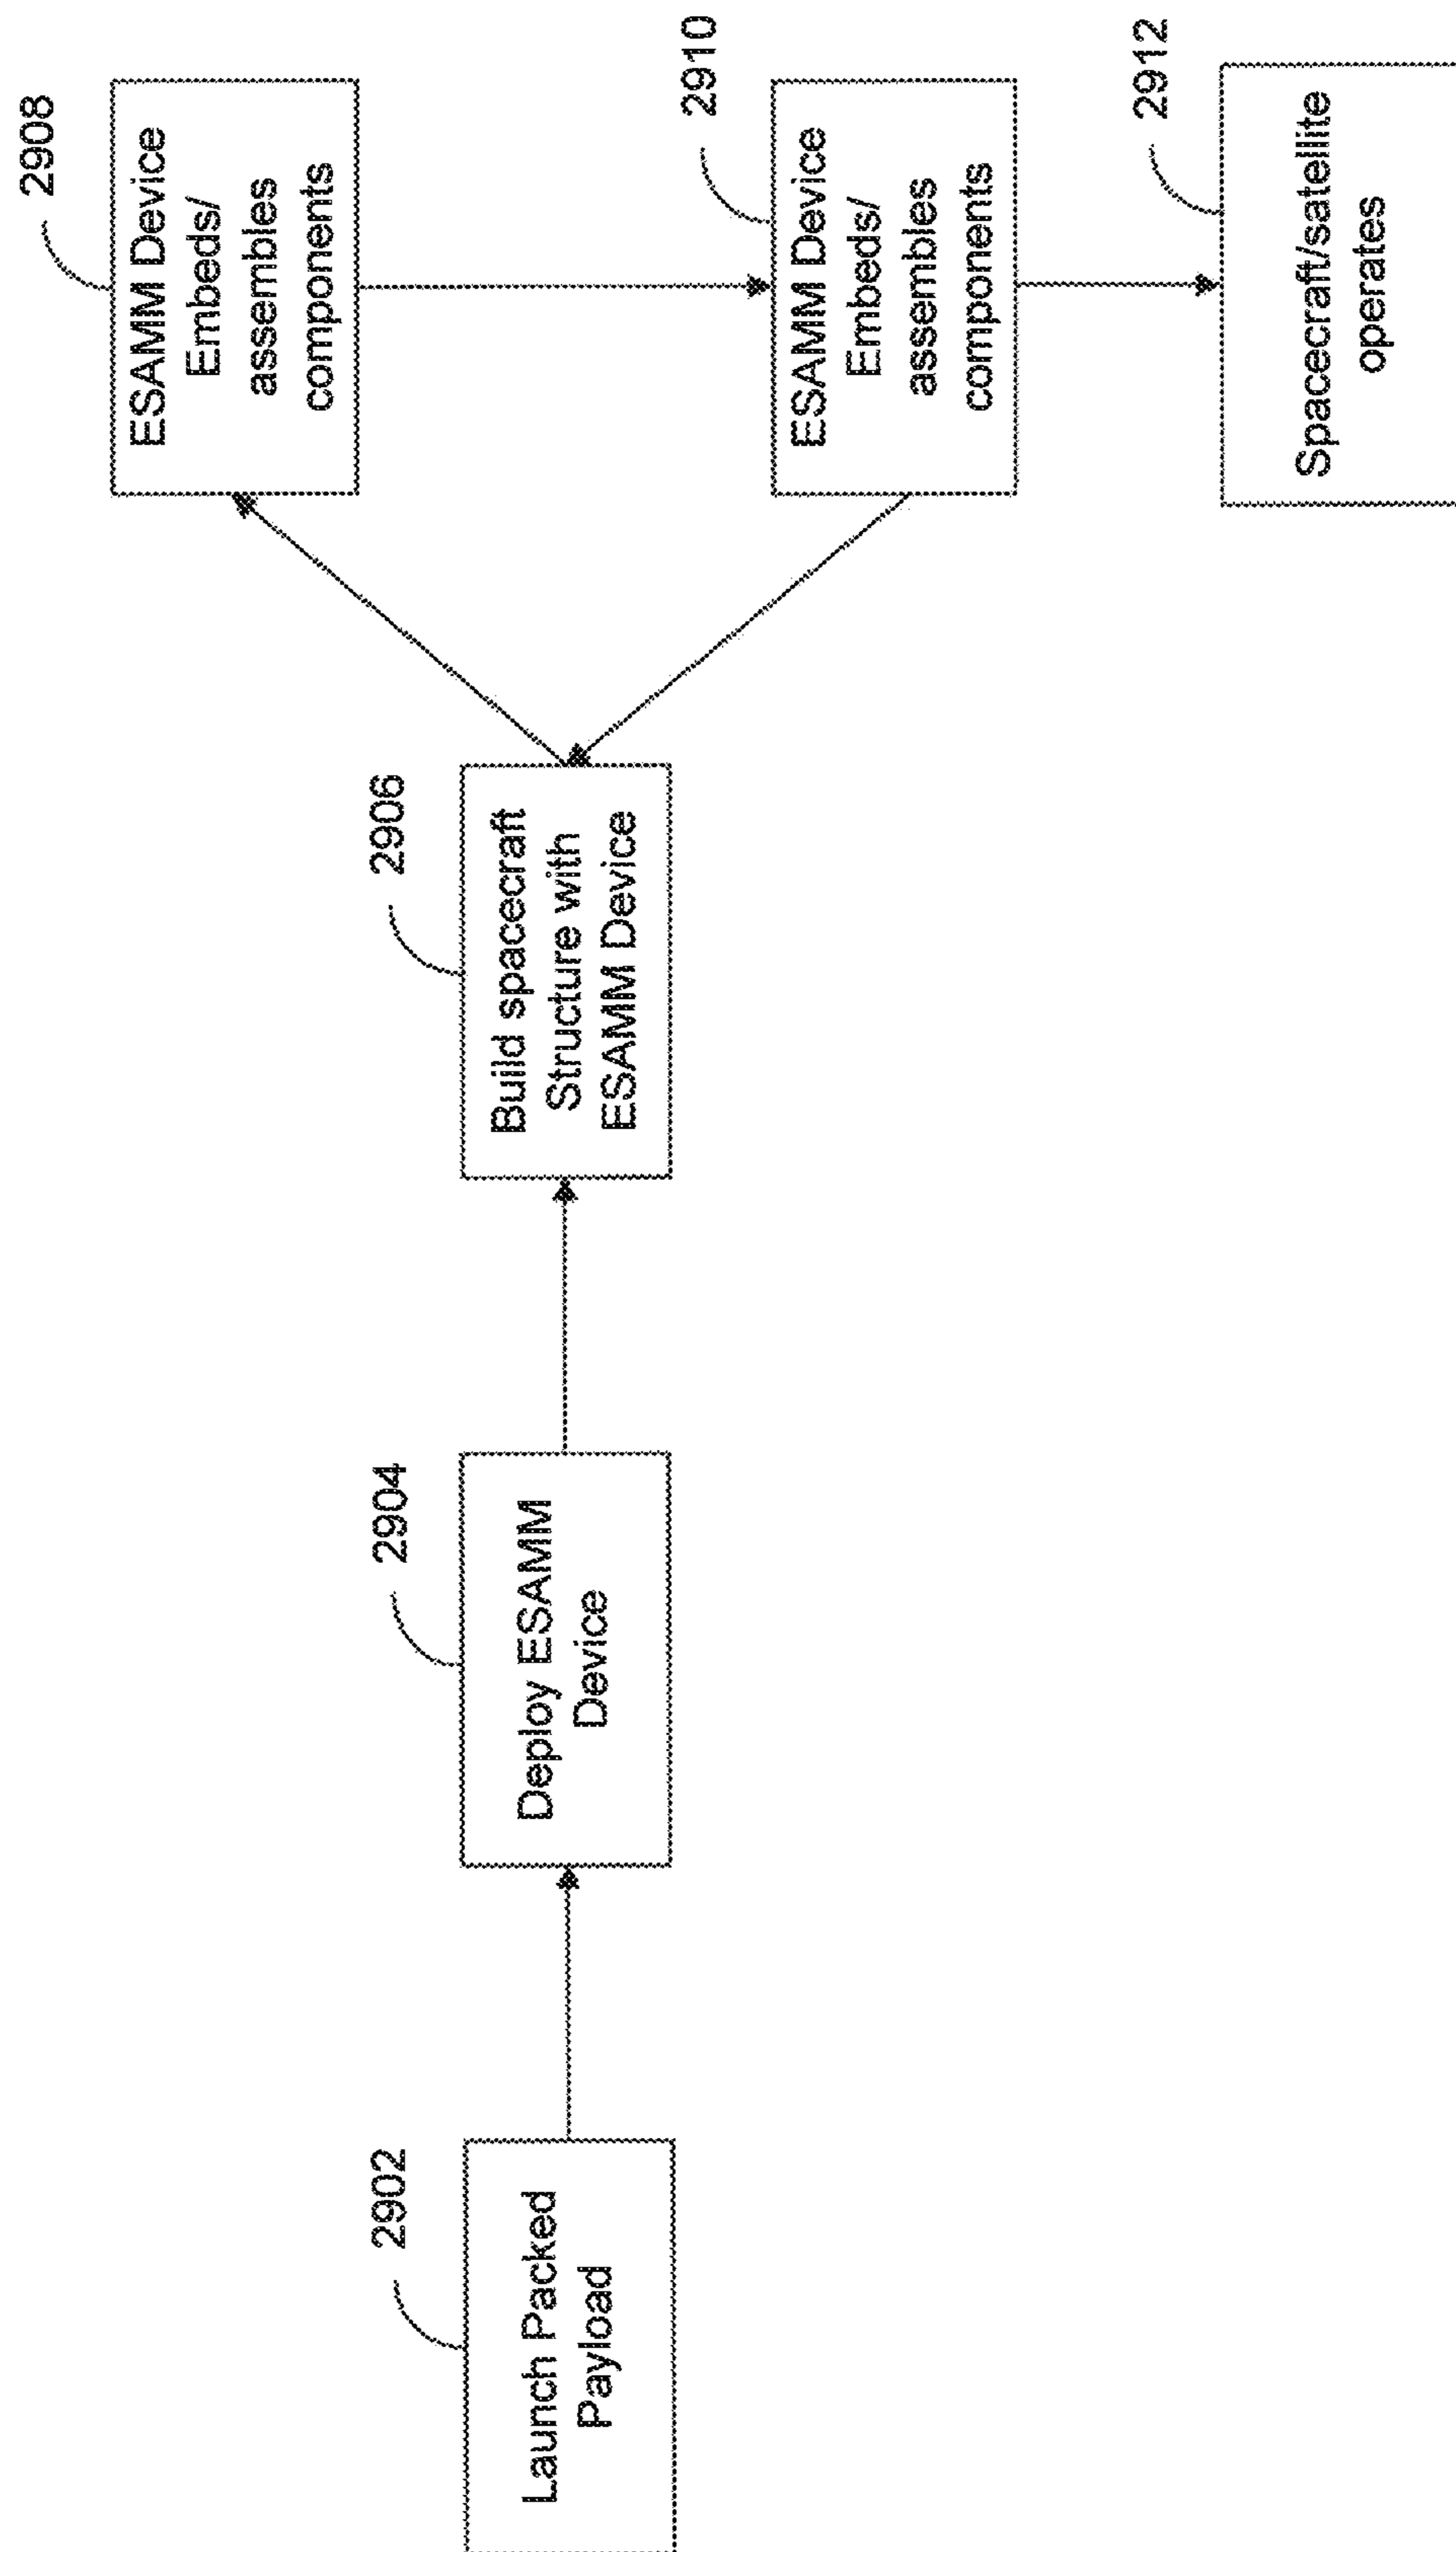 2902
Launch Packed
Payload
2904
Deploy ESAMM
Device
2906
Build spacecraft
Structure with
ESAMM Device
2908
ESAMM Device
Embeds/
assembles
components
2910
ESAMM Device
Embeds/
assembles
components
2912
Spacecraft/satellite
operates